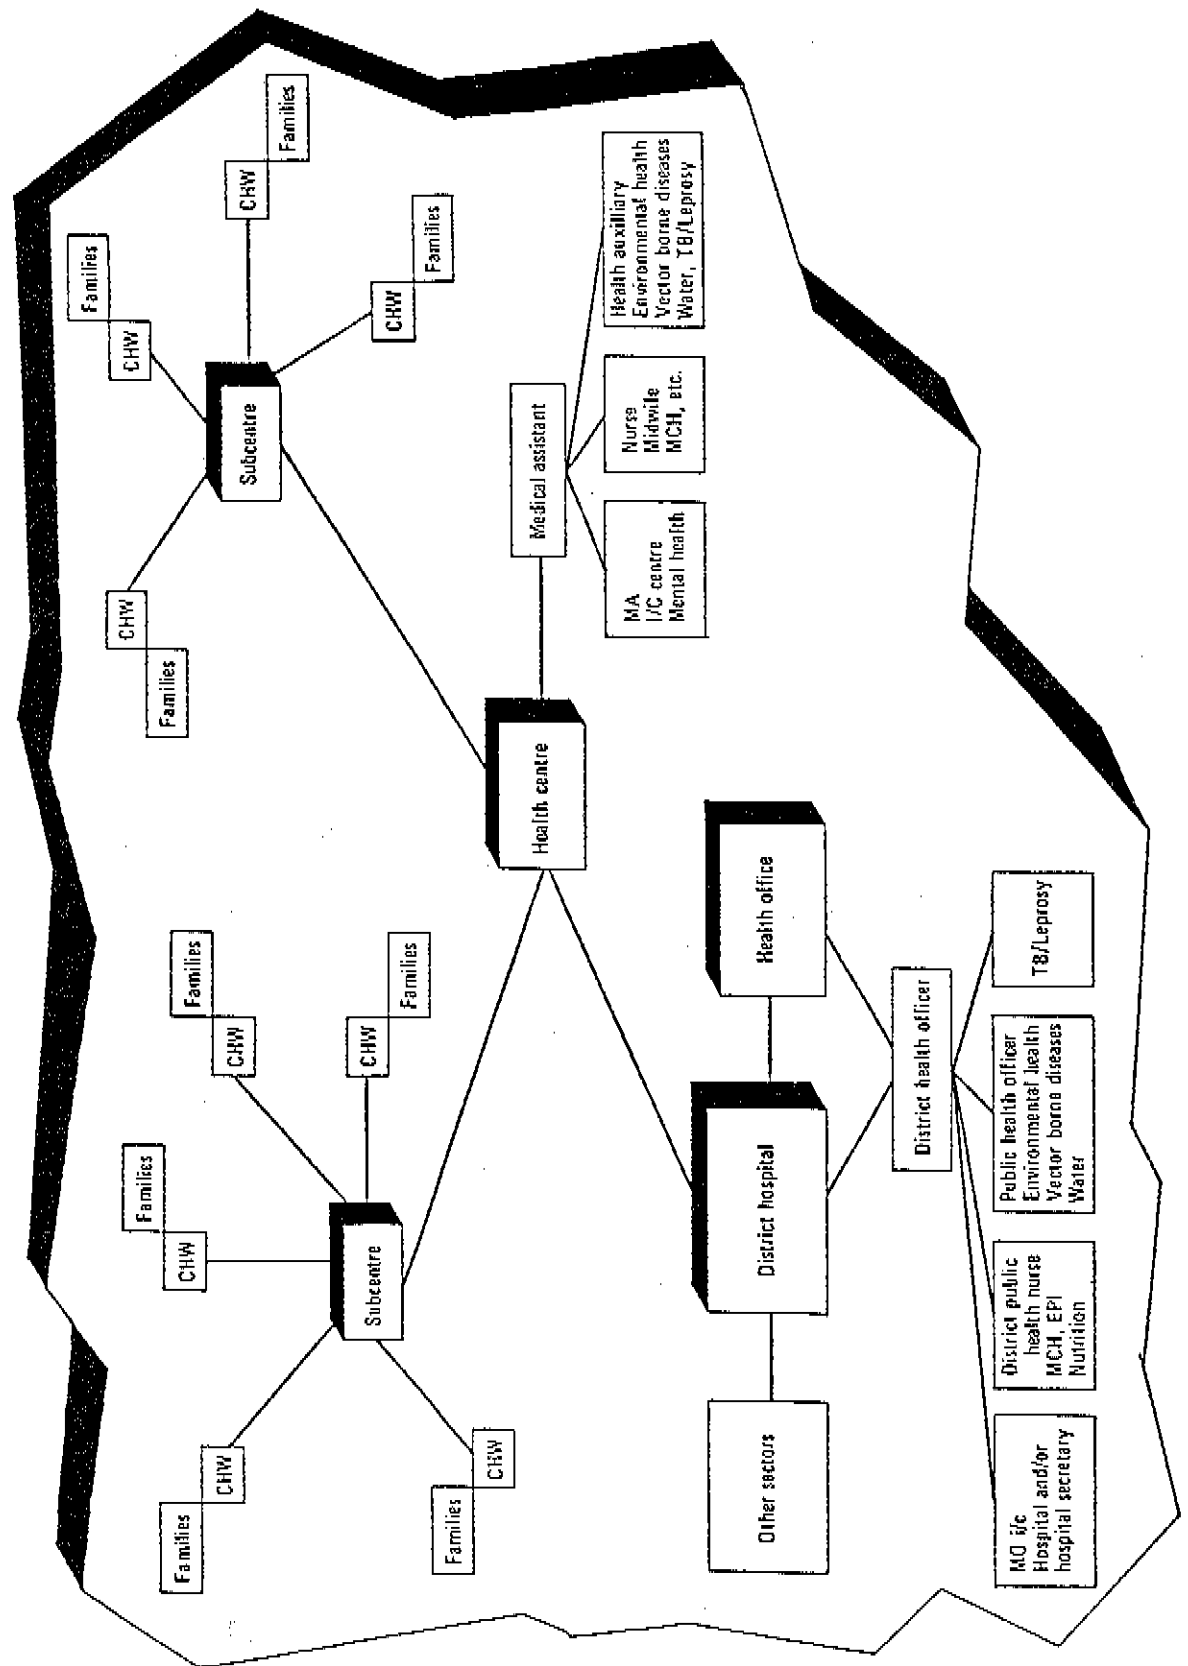 Families
CHW
Families
CHW
CHW
Families
CHW
Families
CHW
Families
Subcentre
Families
CHW
CHW
Families
Families
CHW
CHW
Families
Subcentre
Health centre
Medical assistant
MA
I/C centre
Mental health
Nurse
Midwife
MCH, etc.
Health auxilliary
Environmental health
Vector borne diseases
Water, TB/Leprosy
Other sectors
District hospital
Health office
District health officer
MO i/c
Hospital and/or
hospital secretary
District public
health nurse
MCH, EPI
Nutrition
Public health officer
Environmental health
Vector borne diseases
Water
TB/Leprosy